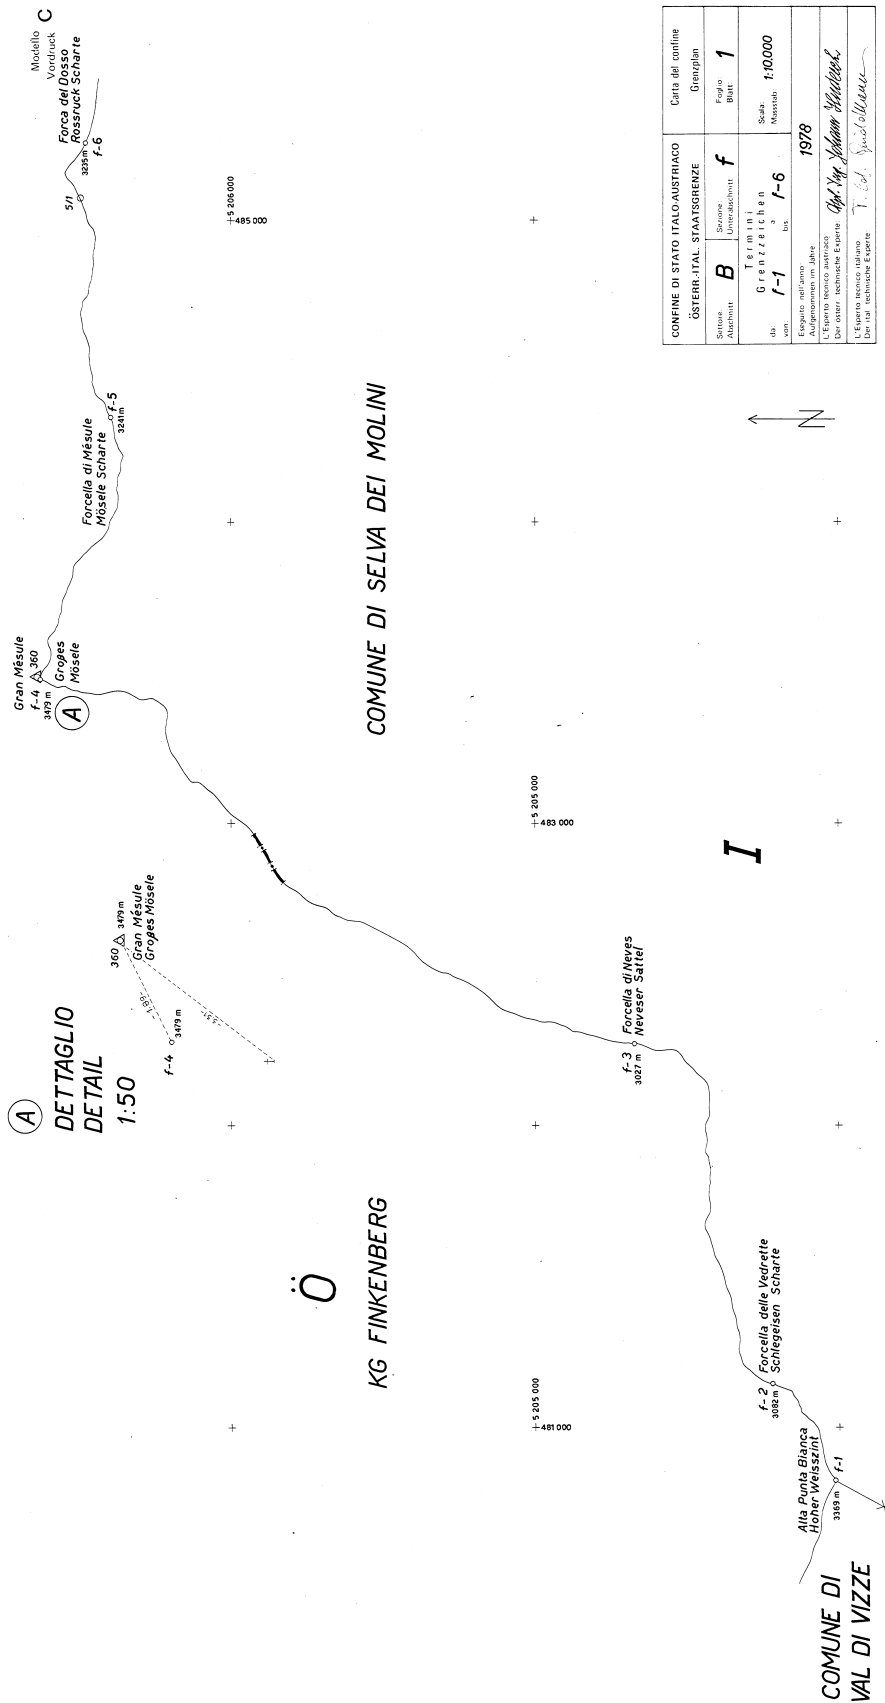 Modello
Vordruck C
Forca del Dosso
Rossruck Scharte
3235 m
f-6
5/1
5 206 000
485 000
Forcella di Mésule
Mösele Scharte
f-5
3241 m
Gran Mésule
f-4
3479 m
360
Großes
Mösele
A
COMUNE DI SELVA DEI MOLINI
5 205 000
483 000
I
A
DETTAGLIO
DETAIL
1:50
360
3479 m
Gran Mésule
Großes Mösele
f-4
3479 m
Ö
KG FINKENBERG
Forcella di Neves
Neveser Sattel
f-3
3027 m
5 205 000
481 000
Forcella delle Vedrette
Schlegeisen Scharte
f-2
3082 m
Alta Punta Bianca
Hoher Weisszint
3369 m
f-1
COMUNE DI
VAL DI VIZZE
N
CONFINE DI STATO ITALO-AUSTRIACO
ÖSTERR.-ITAL. STAATSGRENZE
Carta del confine
Grenzplan
Settore:
Abschnitt: B
Sezione:
Unterabschnitt: f
Foglio:
Blatt: 1
Termini
Grenzzeichen
da:
von: f-1
a
bis f-6
Scala:
Massstab 1:10.000
Eseguito nell'anno
Aufgenommen im Jahre 1978
L'Esperto tecnico austriaco
Der österr. technische Experte:
L'Esperto tecnico italiano
Der ital. technische Experte